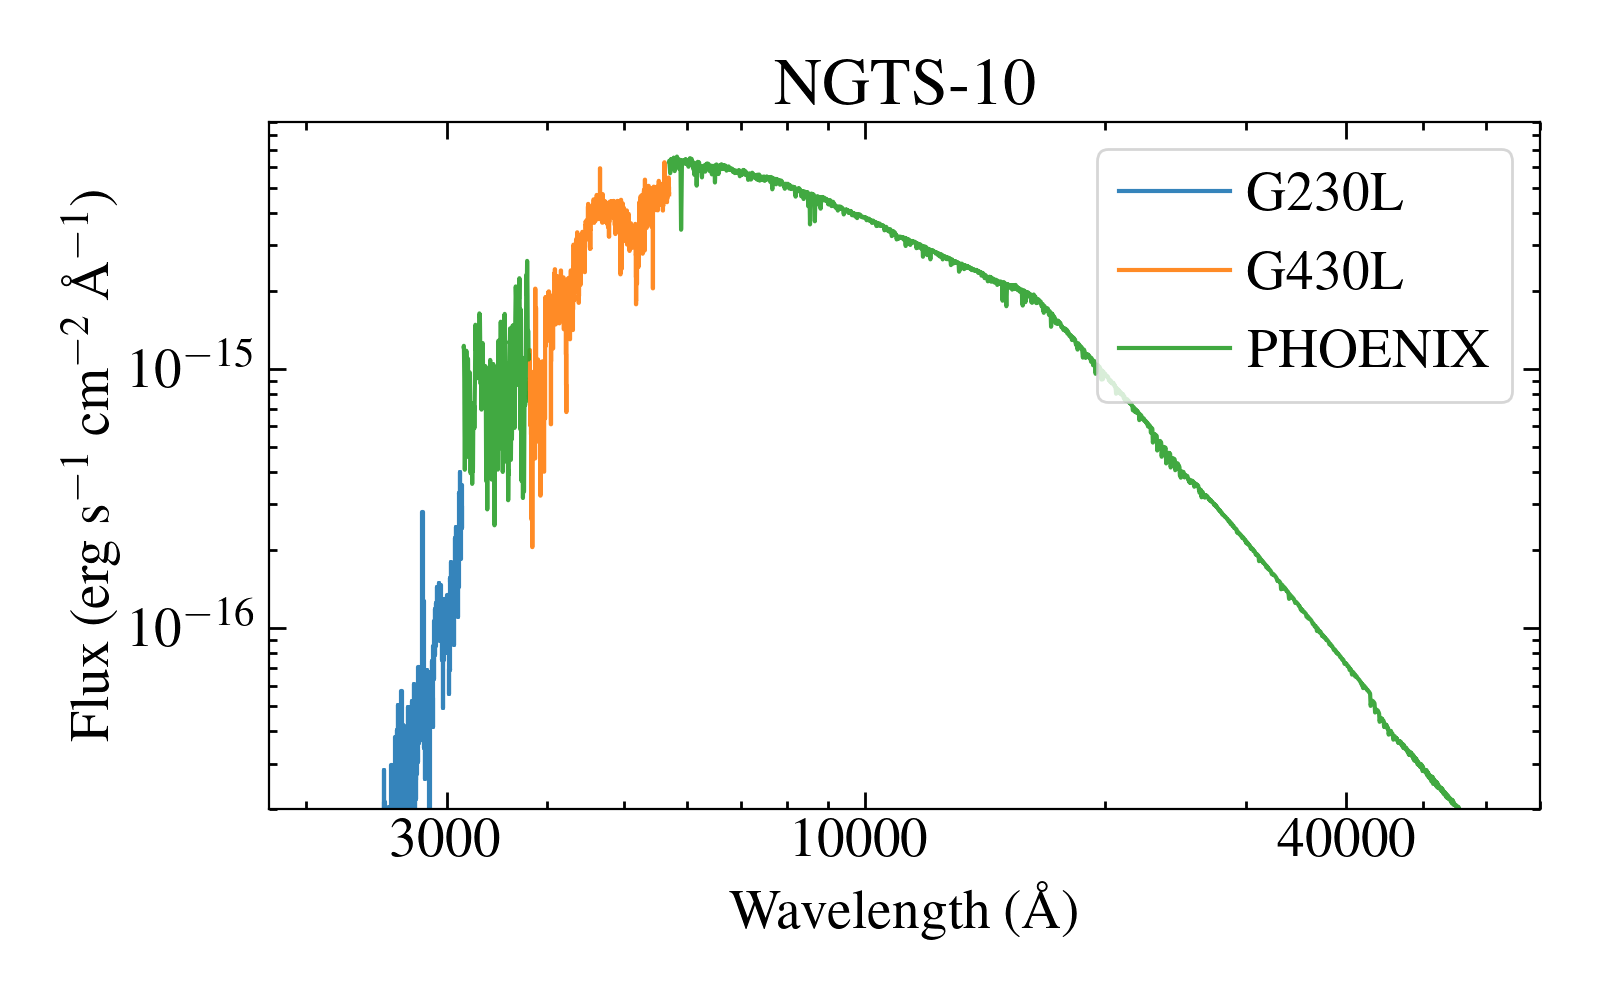 NGTS-10
Flux (erg s⁻¹ cm⁻² Å⁻¹)
10⁻¹⁵
10⁻¹⁶
G230L
G430L
PHOENIX
3000 10000 40000
Wavelength (Å)